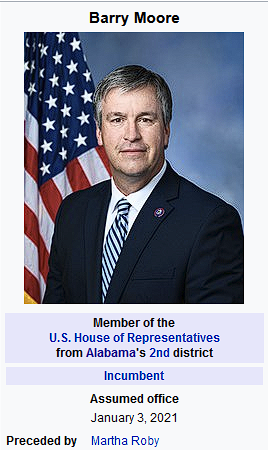 Barry Moore
Member of the
U.S. House of Representatives
from Alabama's 2nd district
Incumbent
Assumed office
January 3, 2021
Preceded by Martha Roby